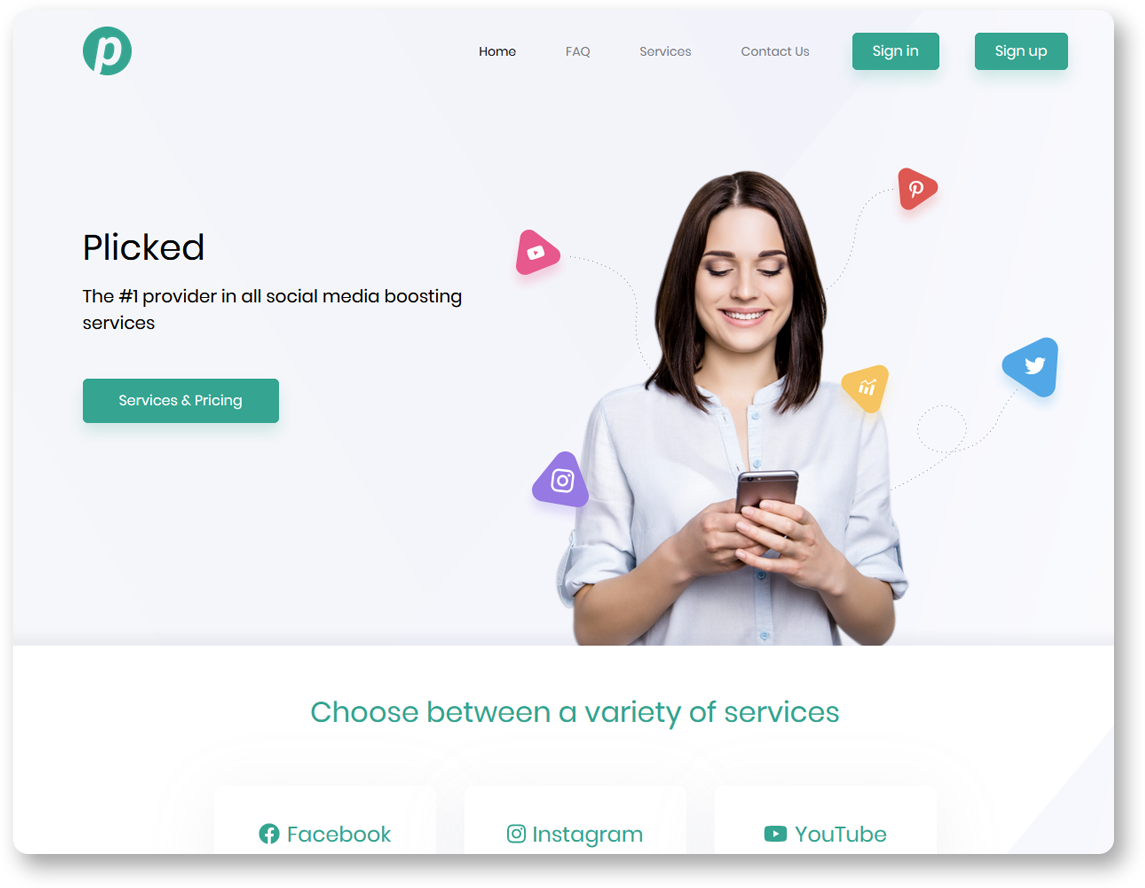 p
Home
FAQ
Services
Contact Us
Sign in
Sign up
Plicked
The #1 provider in all social media boosting
services
Services & Pricing
Choose between a variety of services
Facebook
Instagram
YouTube